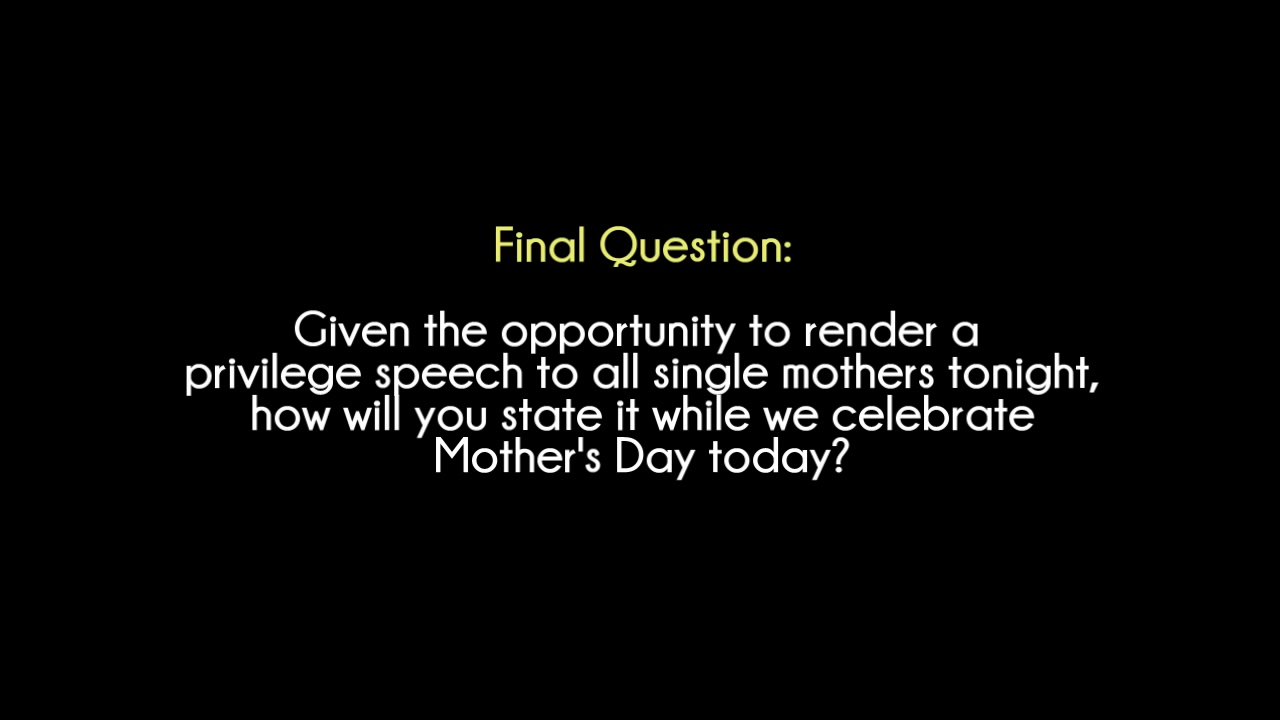 Final Question:
Given the opportunity to render a
privilege speech to all single mothers tonight,
how will you state it while we celebrate
Mother's Day today?